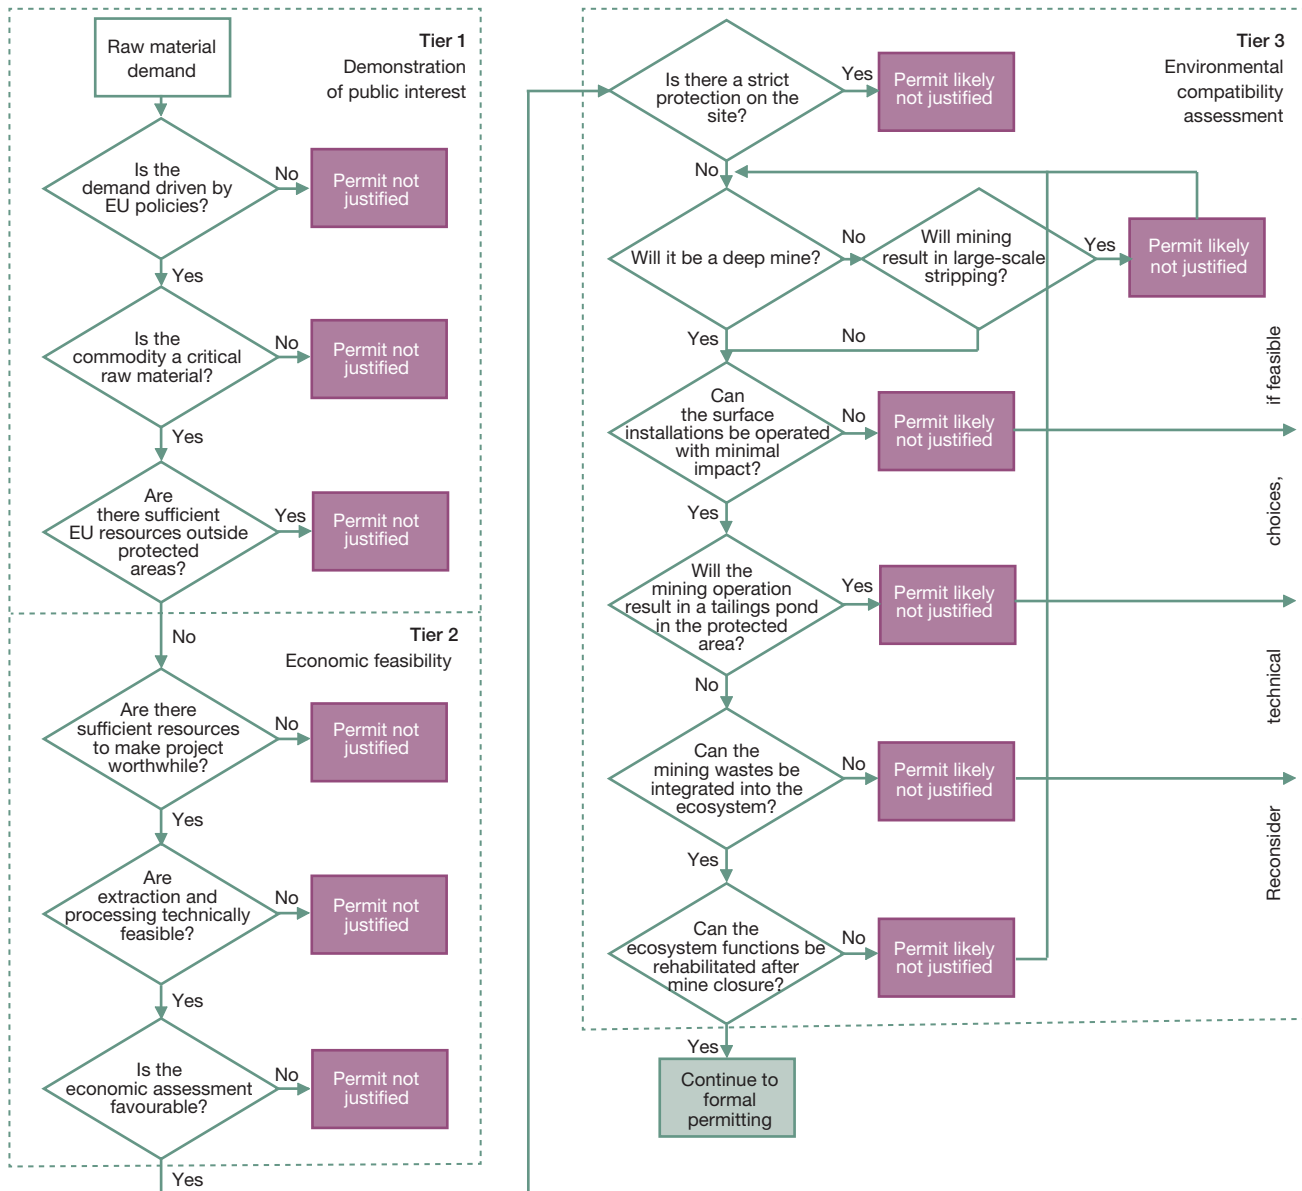 Raw material
demand
Tier 1
Demonstration
of public interest
Is the
demand driven by
EU policies?
No
Permit not
justified
Yes
Is the
commodity a critical
raw material?
No
Permit not
justified
Yes
Are
there sufficient
EU resources outside
protected
areas?
Yes
Permit not
justified
No
Tier 2
Economic feasibility
Are there
sufficient resources
to make project
worthwhile?
No
Permit not
justified
Yes
Are
extraction and
processing technically
feasible?
No
Permit not
justified
Yes
Is the
economic assessment
favourable?
No
Permit not
justified
Yes
Tier 3
Environmental
compatibility
assessment
Is there a strict
protection on the
site?
Yes
Permit likely
not justified
No
Will it be a deep mine?
No
Will mining
result in large-scale
stripping?
Yes
Permit likely
not justified
Yes
No
Can
the surface
installations be operated
with minimal
impact?
No
Permit likely
not justified
Yes
Will the
mining operation
result in a tailings pond
in the protected
area?
Yes
Permit likely
not justified
No
Can the
mining wastes be
integrated into the
ecosystem?
No
Permit likely
not justified
Yes
Can the
ecosystem functions be
rehabilitated after
mine closure?
No
Permit likely
not justified
Yes
Continue to
formal
permitting
Reconsider technical choices, if feasible